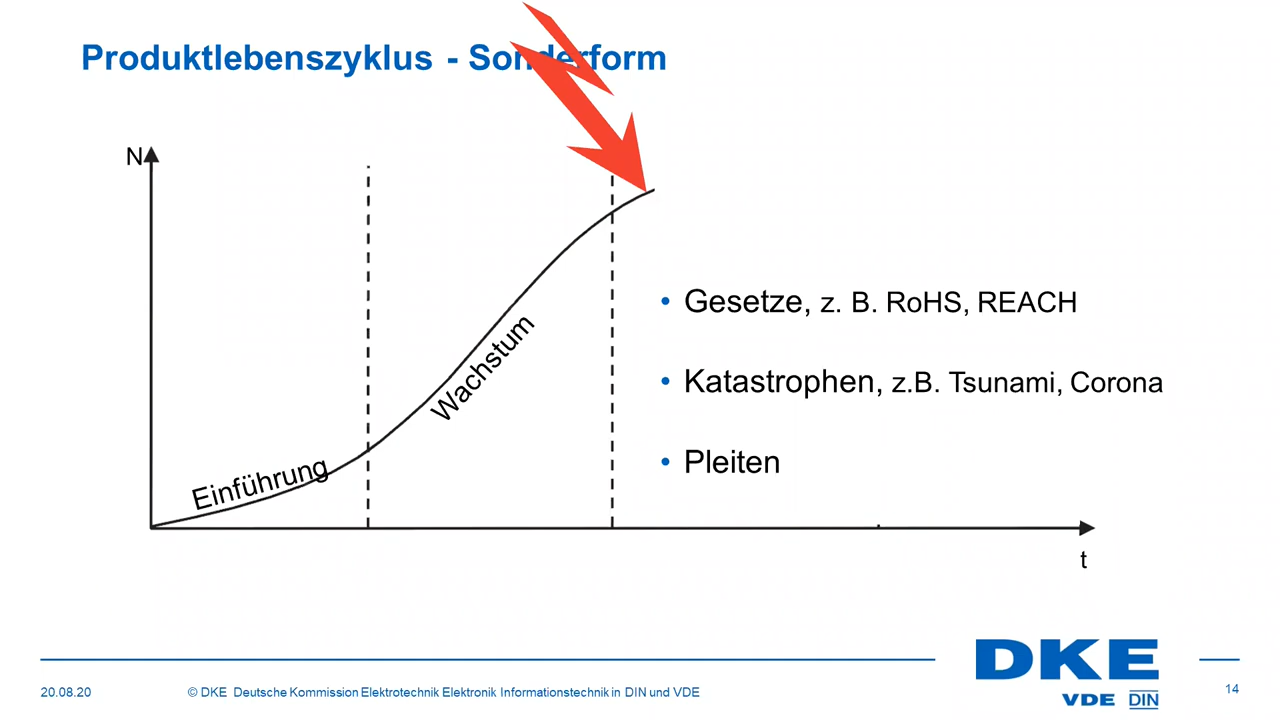 Produktlebenszyklus - Sonderform
N
Einführung
Wachstum
• Gesetze, z. B. RoHS, REACH
• Katastrophen, z.B. Tsunami, Corona
• Pleiten
t
DKE
VDE DIN
20.08.20
© DKE Deutsche Kommission Elektrotechnik Elektronik Informationstechnik in DIN und VDE
14